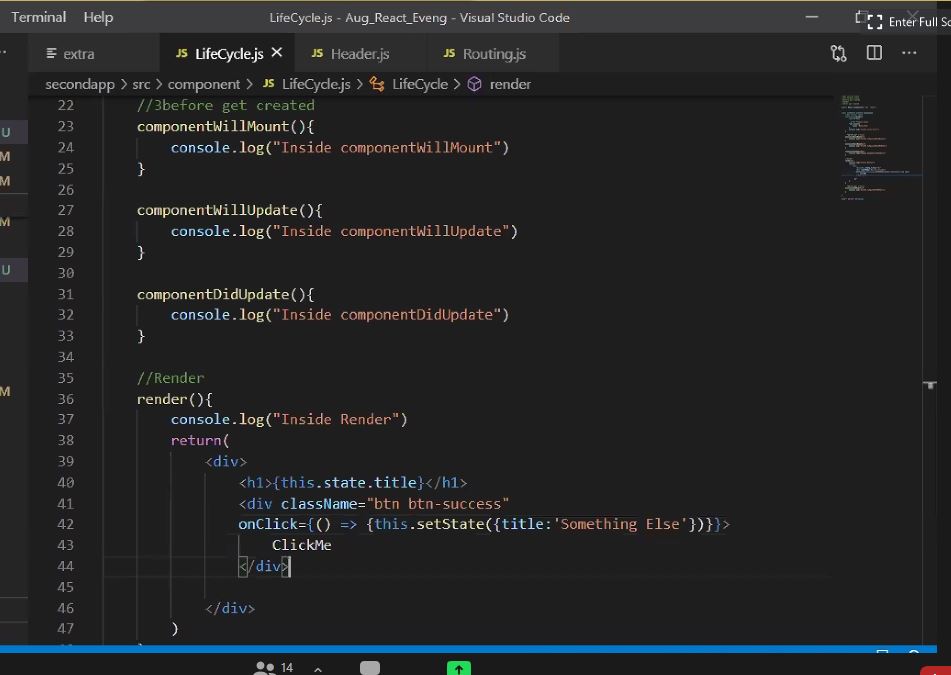 Terminal Help LifeCycle.js - Aug_React_Eveng - Visual Studio Code Enter Full Sc
extra JS LifeCycle.js JS Header.js JS Routing.js
secondapp > src > component > JS LifeCycle.js > LifeCycle > render
22 //3before get created
23 componentWillMount(){
24 console.log("Inside componentWillMount")
25 }
26
27 componentWillUpdate(){
28 console.log("Inside componentWillUpdate")
29 }
30
31 componentDidUpdate(){
32 console.log("Inside componentDidUpdate")
33 }
34
35 //Render
36 render(){
37 console.log("Inside Render")
38 return(
39 <div>
40 <h1>{this.state.title}</h1>
41 <div className="btn btn-success"
42 onClick={() => {this.setState({title:'Something Else'})}}>
43 ClickMe
44 </div>
45
46 </div>
47 )
U
M
M
M
U
M
14